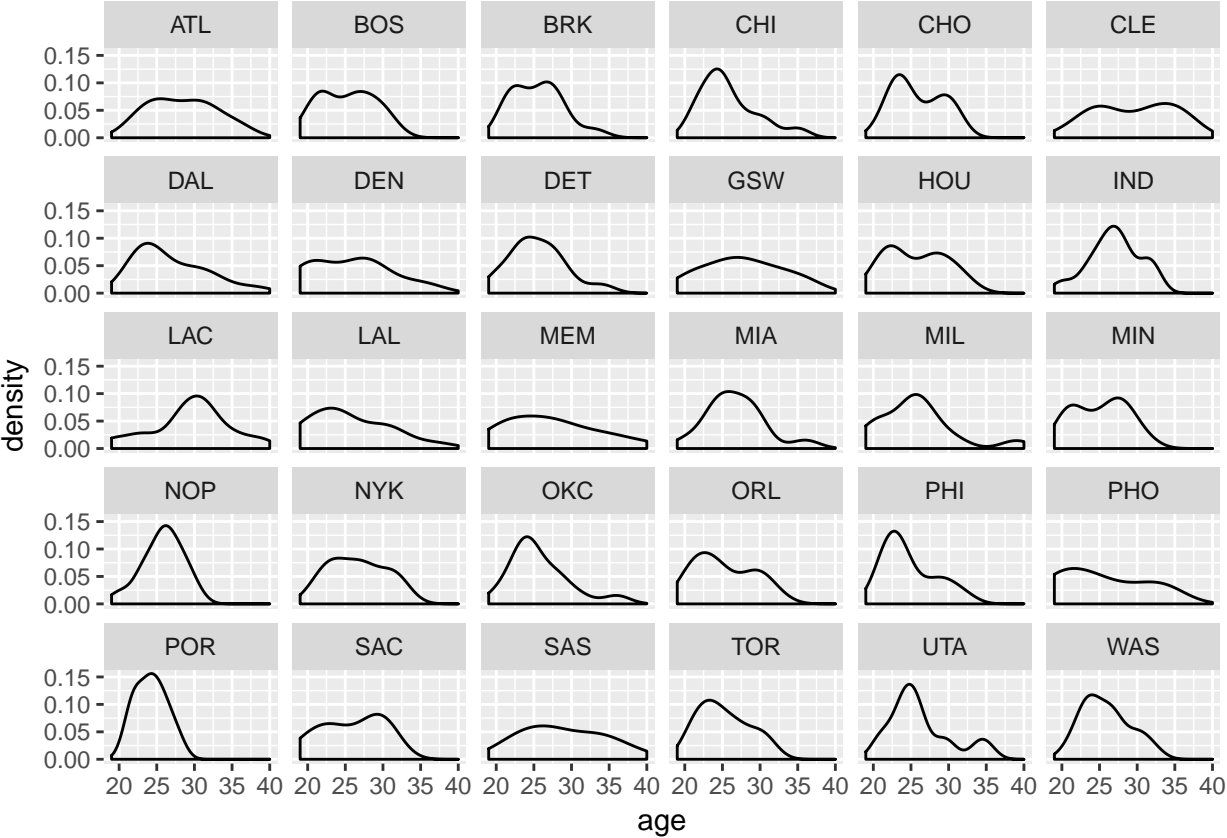 ATL BOS BRK CHI CHO CLE
0.15
0.10
0.05
0.00
DAL DEN DET GSW HOU IND
0.15
0.10
0.05
0.00
LAC LAL MEM MIA MIL MIN
0.15
0.10
0.05
0.00
density
NOP NYK OKC ORL PHI PHO
0.15
0.10
0.05
0.00
POR SAC SAS TOR UTA WAS
0.15
0.10
0.05
0.00
20 25 30 35 40 20 25 30 35 40 20 25 30 35 40 20 25 30 35 40 20 25 30 35 40 20 25 30 35 40
age